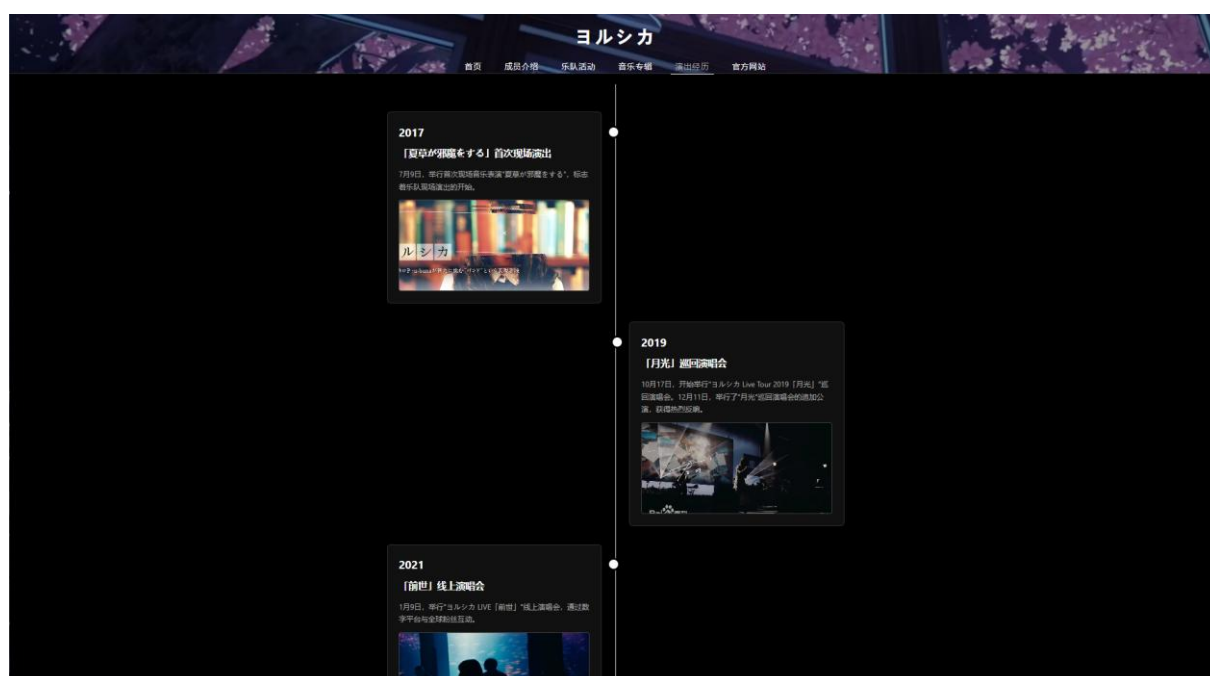 ヨルシカ
首页 成员介绍 乐队活动 音乐专辑 演出经历 官方网站
2017
「夏草が邪魔をする」首次现场演出
7月9日，举行首次现场音乐表演"夏草が邪魔をする"，标志
着乐队现场演出的开始。
ルシカ
2019
「月光」巡回演唱会
10月17日，开始举行"ヨルシカ Live Tour 2019「月光」"巡
回演唱会。12月11日，举行了"月光"巡回演唱会的追加公
演，获得热烈反响。
2021
「前世」线上演唱会
1月9日，举行"ヨルシカ LIVE「前世」"线上演唱会，通过数
字平台与全球粉丝互动。